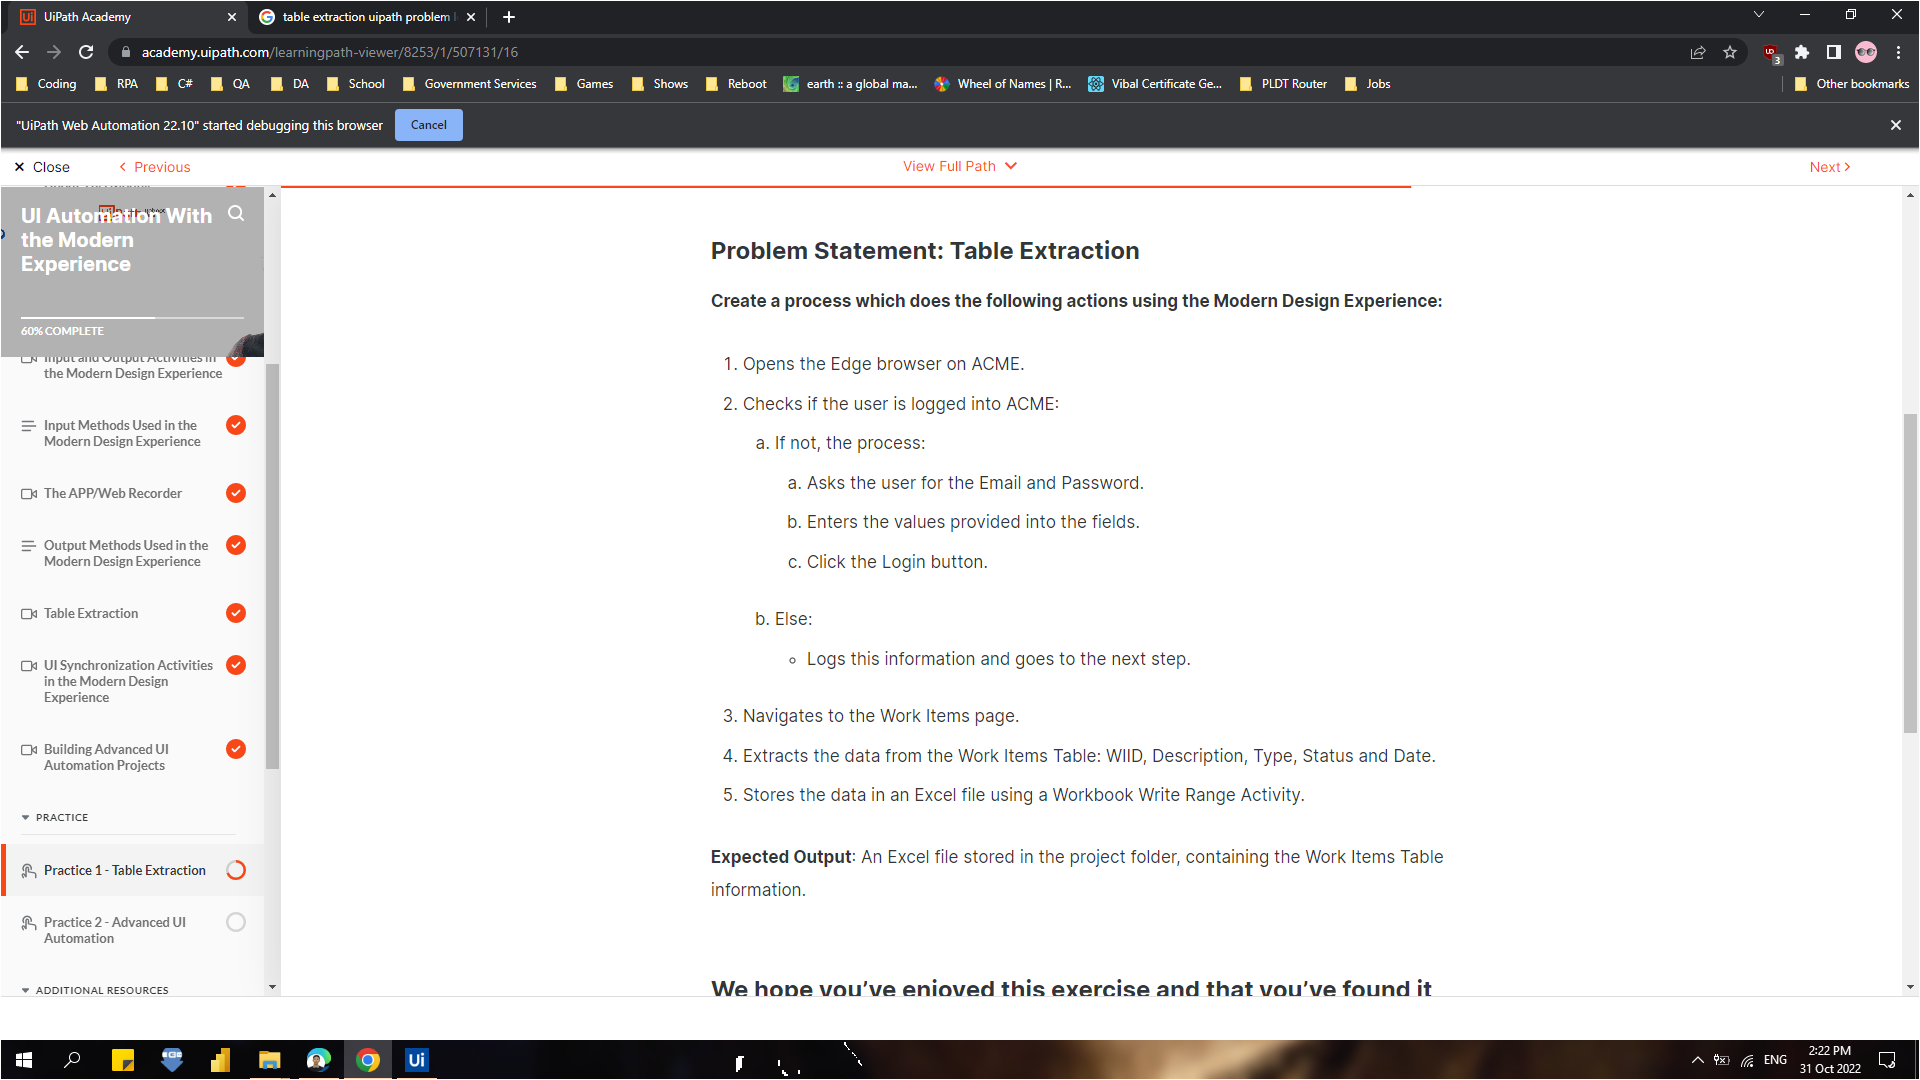 UiPath Academy
table extraction uipath problem
academy.uipath.com/learningpath-viewer/8253/1/507131/16
3
Coding RPA C# QA DA School Government Services Games Shows Reboot earth :: a global ma... Wheel of Names | R... Vibal Certificate Ge... PLDT Router Jobs Other bookmarks
"UiPath Web Automation 22.10" started debugging this browser Cancel
Close Previous View Full Path Next
UI Automation With
the Modern
Experience
60% COMPLETE
Input and Output Activities in
the Modern Design Experience
Input Methods Used in the
Modern Design Experience
The APP/Web Recorder
Output Methods Used in the
Modern Design Experience
Table Extraction
UI Synchronization Activities
in the Modern Design
Experience
Building Advanced UI
Automation Projects
PRACTICE
Practice 1 - Table Extraction
Practice 2 - Advanced UI
Automation
ADDITIONAL RESOURCES
Problem Statement: Table Extraction
Create a process which does the following actions using the Modern Design Experience:
1. Opens the Edge browser on ACME.
2. Checks if the user is logged into ACME:
a. If not, the process:
a. Asks the user for the Email and Password.
b. Enters the values provided into the fields.
c. Click the Login button.
b. Else:
Logs this information and goes to the next step.
3. Navigates to the Work Items page.
4. Extracts the data from the Work Items Table: WIID, Description, Type, Status and Date.
5. Stores the data in an Excel file using a Workbook Write Range Activity.
Expected Output: An Excel file stored in the project folder, containing the Work Items Table
information.
We hope you've enjoyed this exercise and that you've found it
Ui
ENG
2:22 PM
31 Oct 2022